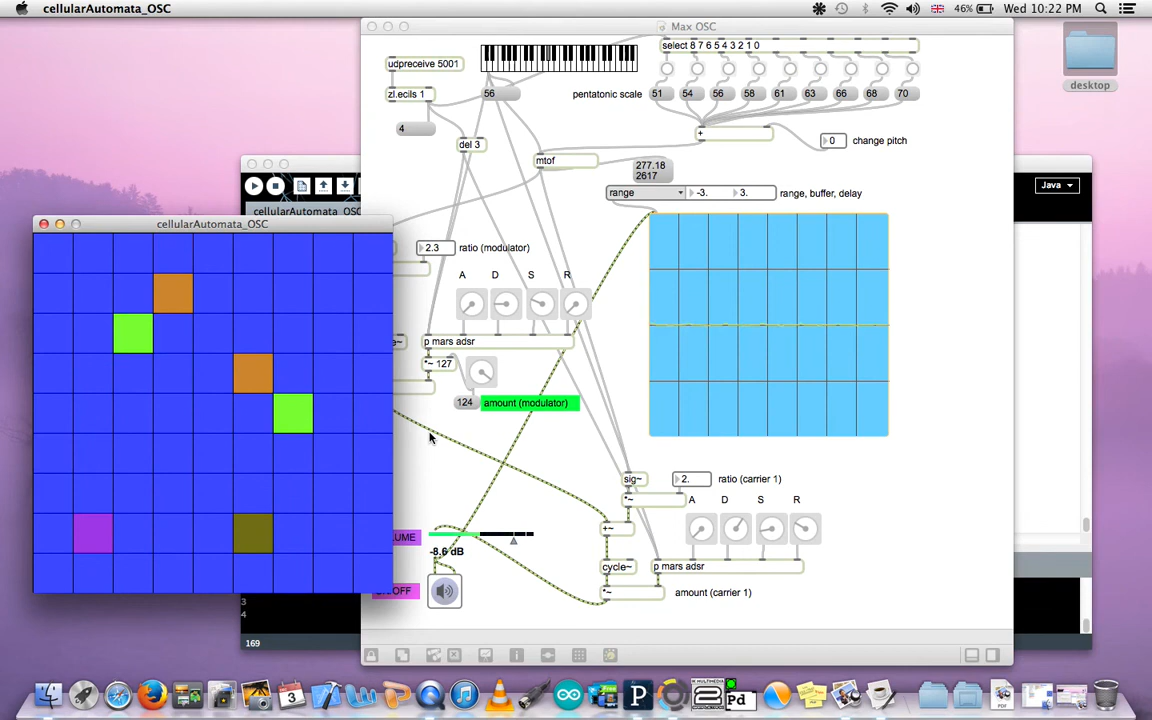 cellularAutomata_OSC
46%
Wed 10:22 PM
Max OSC
desktop
udpreceive 5001
select 8 7 6 5 4 3 2 1 0
zl.ecils 1
56
pentatonic scale
51
54
56
58
61
63
66
68
70
4
+
0
change pitch
del 3
mtof
277.18
2617
range
-3.
3.
range, buffer, delay
Java
cellularAutomata_OSC
cellularAutomata_OSC
2.3
ratio (modulator)
A D S R
p mars adsr
*~ 127
124
amount (modulator)
sig~
2.
ratio (carrier 1)
*~
A D S R
+~
-8.6 dB
cycle~
p mars adsr
*~
amount (carrier 1)
3
4
169
P
2
Pd